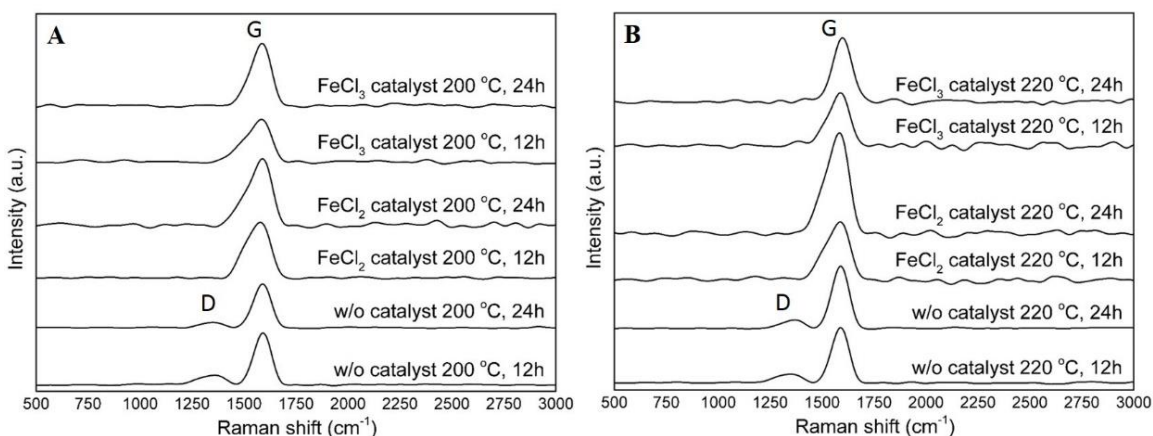 A
G
FeCl₃ catalyst 200 °C, 24h
FeCl₃ catalyst 200 °C, 12h
FeCl₂ catalyst 200 °C, 24h
FeCl₂ catalyst 200 °C, 12h
D
w/o catalyst 200 °C, 24h
w/o catalyst 200 °C, 12h
Intensity (a.u.)
500 750 1000 1250 1500 1750 2000 2250 2500 2750 3000
Raman shift (cm⁻¹)
B
G
FeCl₃ catalyst 220 °C, 24h
FeCl₃ catalyst 220 °C, 12h
FeCl₂ catalyst 220 °C, 24h
FeCl₂ catalyst 220 °C, 12h
D
w/o catalyst 220 °C, 24h
w/o catalyst 220 °C, 12h
Intensity (a.u.)
500 750 1000 1250 1500 1750 2000 2250 2500 2750 3000
Raman shift (cm⁻¹)